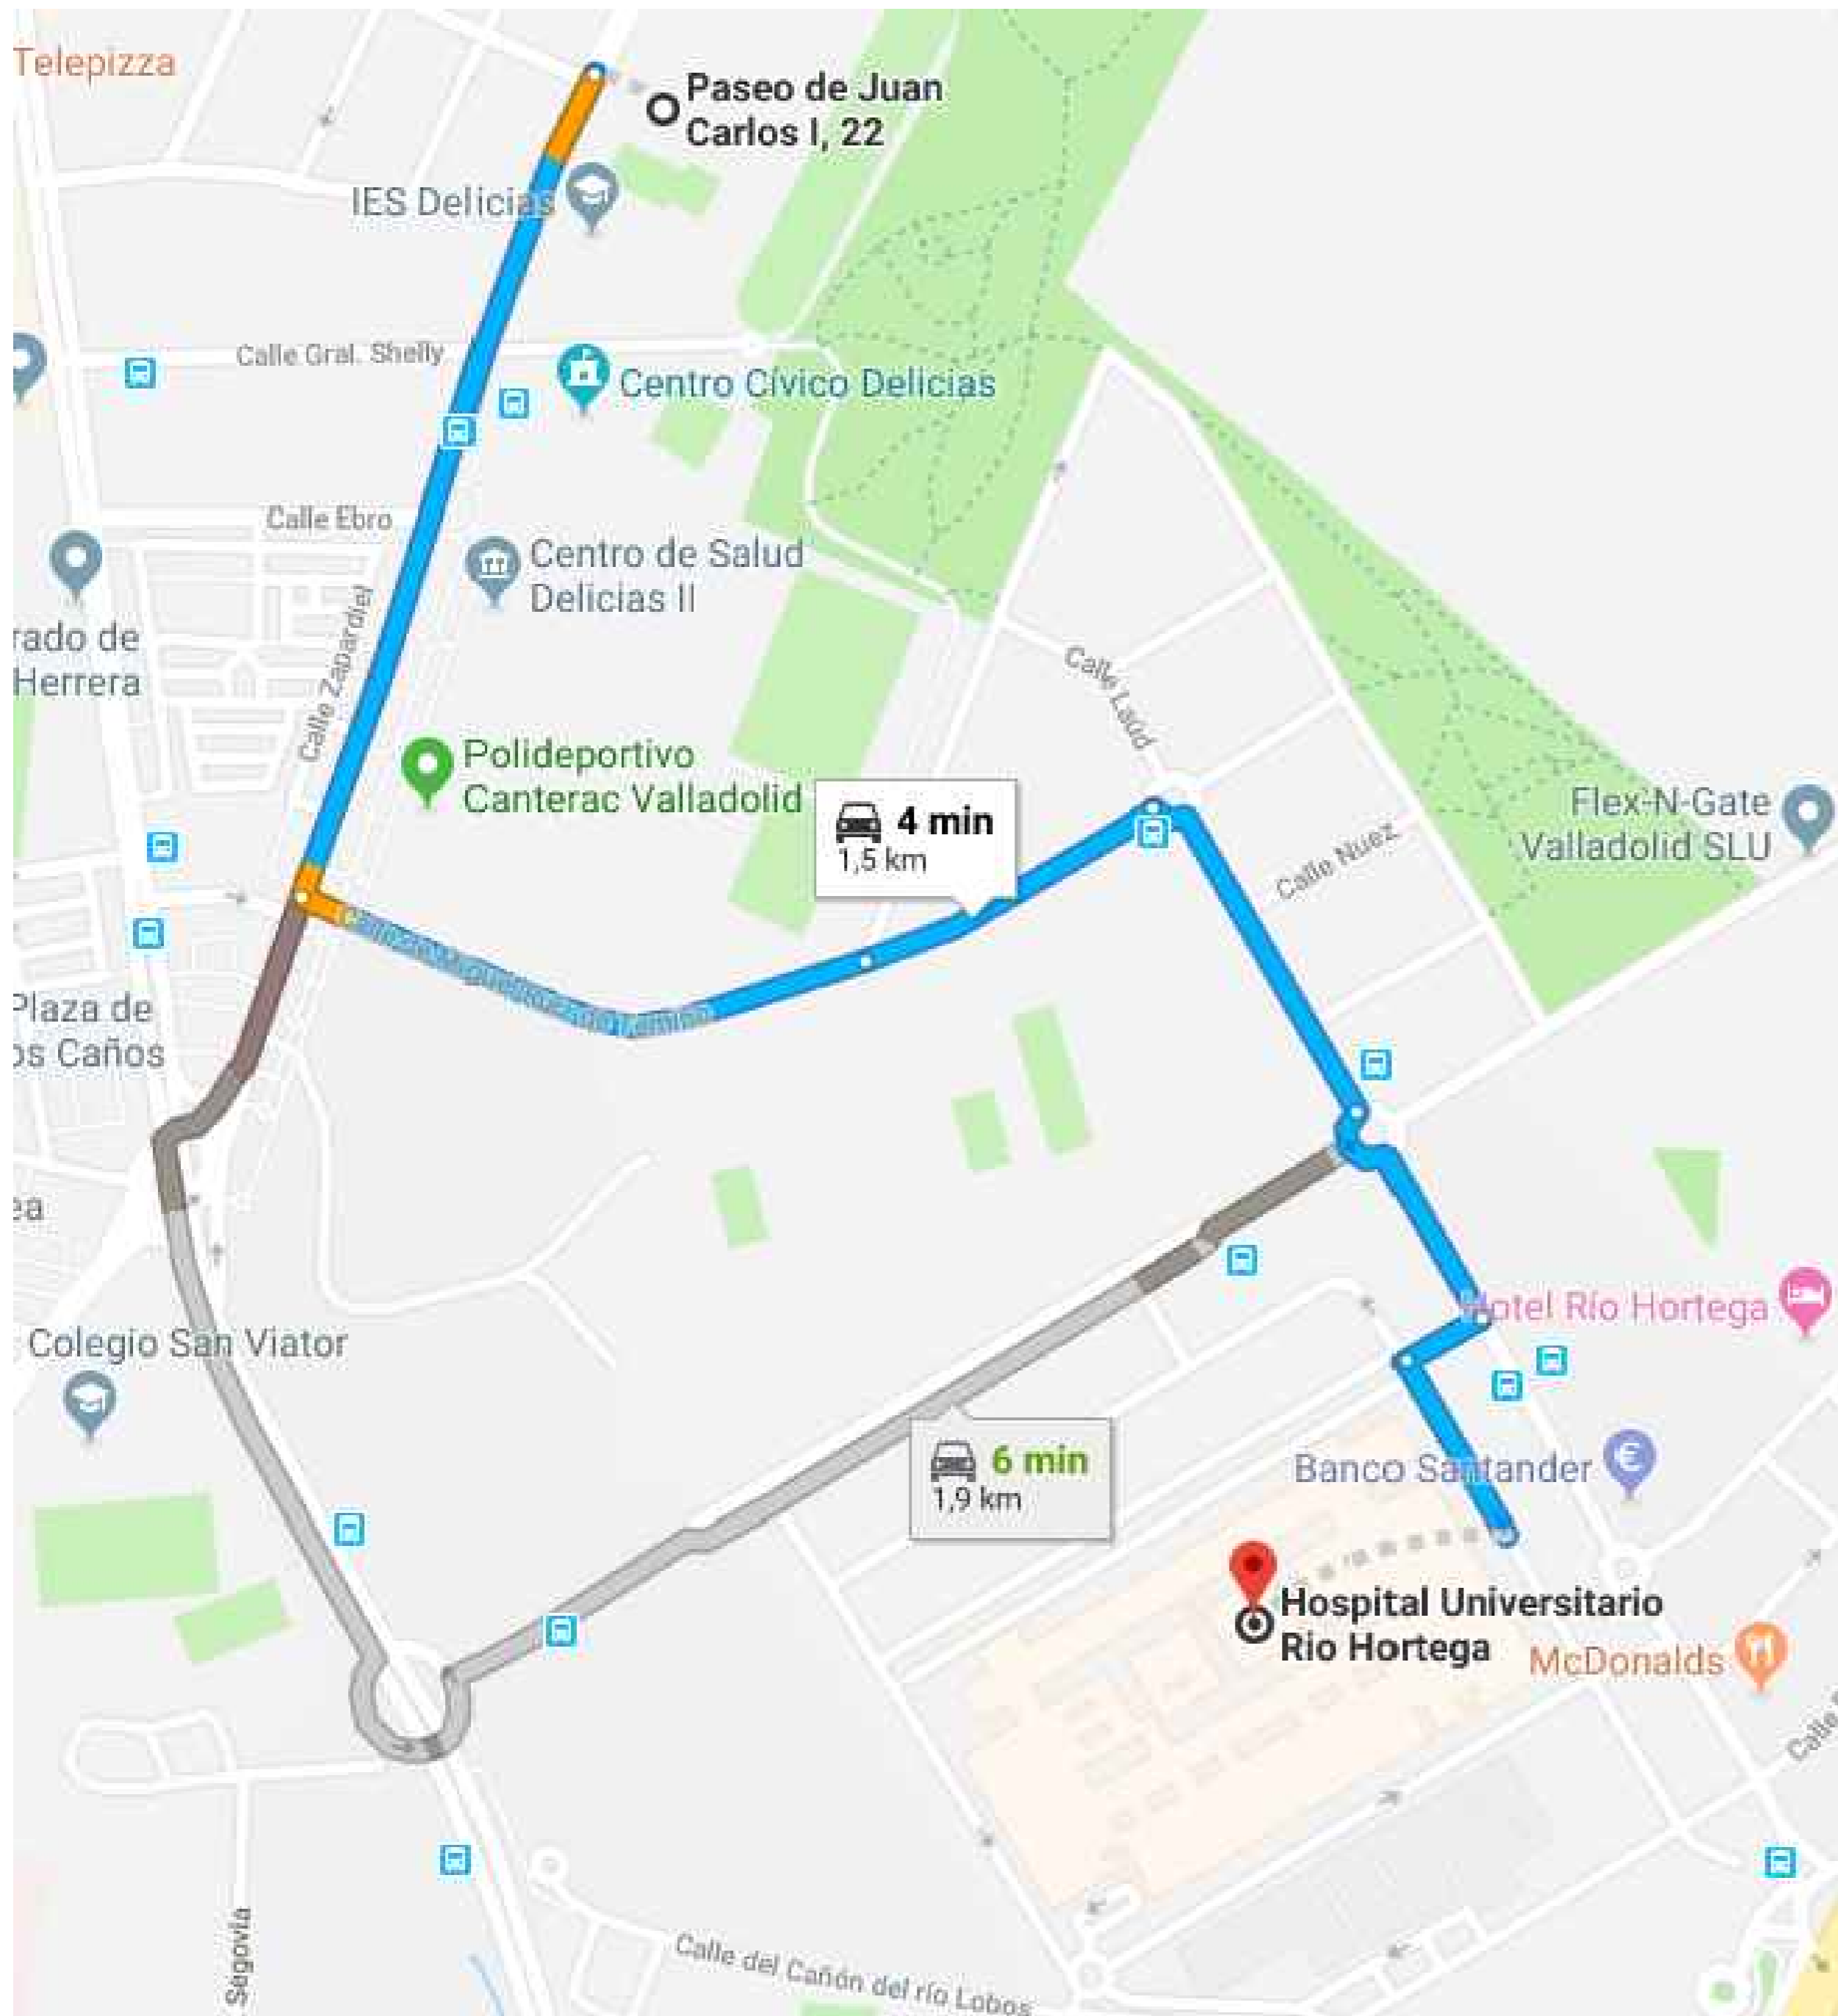 Telepizza
Paseo de Juan
Carlos I, 22
IES Delicias
Calle Gral. Shelly
Centro Cívico Delicias
Calle Ebro
Centro de Salud
Delicias II
rado de
Herrera
Calle Zapardiel
Calle Laúd
Polideportivo
Canterac Valladolid
4 min
1,5 km
Flex-N-Gate
Valladolid SLU
Calle Nuez
Plaza de
os Caños
ea
Hotel Río Hortega
Colegio San Viator
6 min
1,9 km
Banco Santander
Hospital Universitario
Rio Hortega
McDonalds
Calle
Segovia
Calle del Cañón del río Lobos